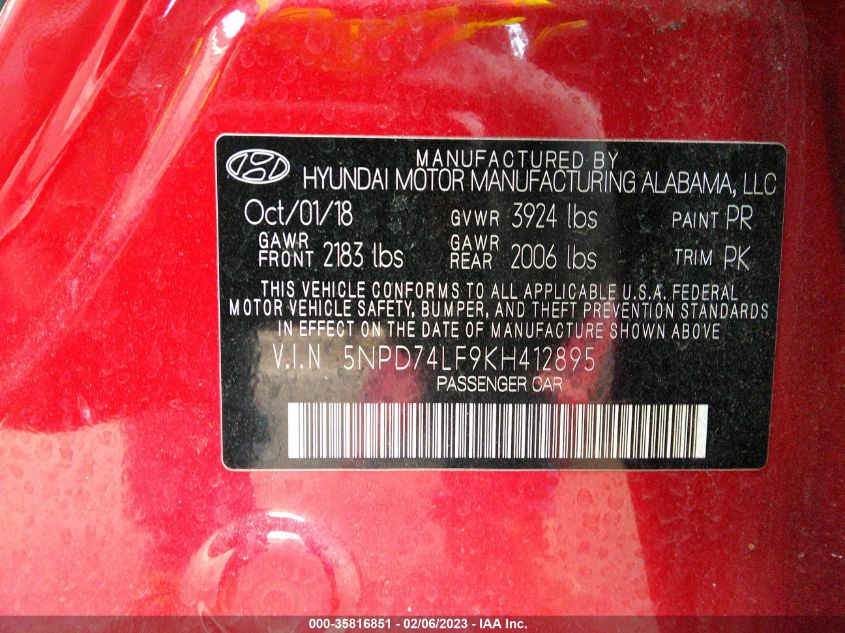 MANUFACTURED BY
HYUNDAI MOTOR MANUFACTURING ALABAMA, LLC
Oct/01/18 GVWR 3924 lbs PAINT PR
GAWR FRONT 2183 lbs GAWR REAR 2006 lbs TRIM PK
THIS VEHICLE CONFORMS TO ALL APPLICABLE U.S.A. FEDERAL
MOTOR VEHICLE SAFETY, BUMPER, AND THEFT PREVENTION STANDARDS
IN EFFECT ON THE DATE OF MANUFACTURE SHOWN ABOVE.
V.I.N 5NPD74LF9KH412895
PASSENGER CAR
000-35816851 - 02/06/2023 - IAA Inc.